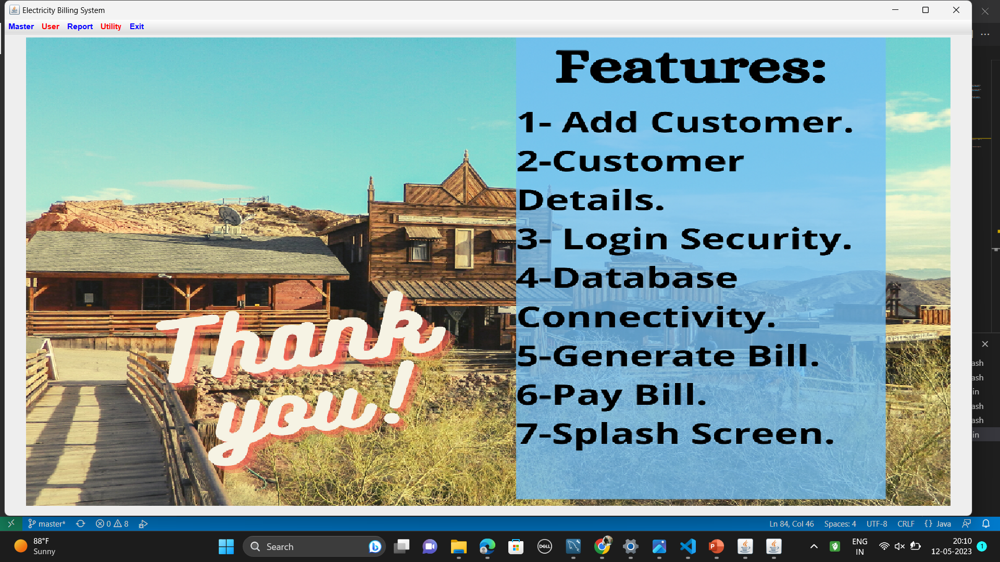 Electricity Billing System
Master User Report Utility Exit
Features:
1- Add Customer.
2-Customer
Details.
3- Login Security.
4-Database
Connectivity.
5-Generate Bill.
6-Pay Bill.
7-Splash Screen.
Thank
you!
MYSTERY SHACK
ash
ash
in
ash
ash
in
master* 0 8 Ln 84, Col 46 Spaces: 4 UTF-8 CRLF {} Java
88°F
Sunny
Search
DELL
ENG
IN
20:10
12-05-2023
1